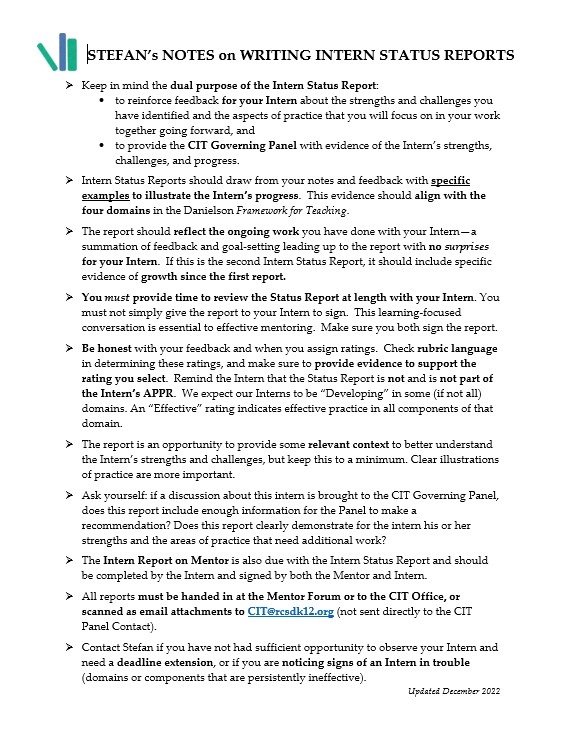 STEFAN's NOTES on WRITING INTERN STATUS REPORTS
➢ Keep in mind the dual purpose of the Intern Status Report:
• to reinforce feedback for your Intern about the strengths and challenges you
have identified and the aspects of practice that you will focus on in your work
together going forward, and
• to provide the CIT Governing Panel with evidence of the Intern's strengths,
challenges, and progress.
➢ Intern Status Reports should draw from your notes and feedback with specific
examples to illustrate the Intern's progress. This evidence should align with the
four domains in the Danielson Framework for Teaching.
➢ The report should reflect the ongoing work you have done with your Intern—a
summation of feedback and goal-setting leading up to the report with no surprises
for your Intern. If this is the second Intern Status Report, it should include specific
evidence of growth since the first report.
➢ You must provide time to review the Status Report at length with your Intern. You
must not simply give the report to your Intern to sign. This learning-focused
conversation is essential to effective mentoring. Make sure you both sign the report.
➢ Be honest with your feedback and when you assign ratings. Check rubric language
in determining these ratings, and make sure to provide evidence to support the
rating you select. Remind the Intern that the Status Report is not and is not part of
the Intern's APPR. We expect our Interns to be “Developing” in some (if not all)
domains. An “Effective” rating indicates effective practice in all components of that
domain.
➢ The report is an opportunity to provide some relevant context to better understand
the Intern's strengths and challenges, but keep this to a minimum. Clear illustrations
of practice are more important.
➢ Ask yourself: if a discussion about this intern is brought to the CIT Governing Panel,
does this report include enough information for the Panel to make a
recommendation? Does this report clearly demonstrate for the intern his or her
strengths and the areas of practice that need additional work?
➢ The Intern Report on Mentor is also due with the Intern Status Report and should
be completed by the Intern and signed by both the Mentor and Intern.
➢ All reports must be handed in at the Mentor Forum or to the CIT Office, or
scanned as email attachments to CIT@rcsdk12.org (not sent directly to the CIT
Panel Contact).
➢ Contact Stefan if you have not had sufficient opportunity to observe your Intern and
need a deadline extension, or if you are noticing signs of an Intern in trouble
(domains or components that are persistently ineffective).
Updated December 2022